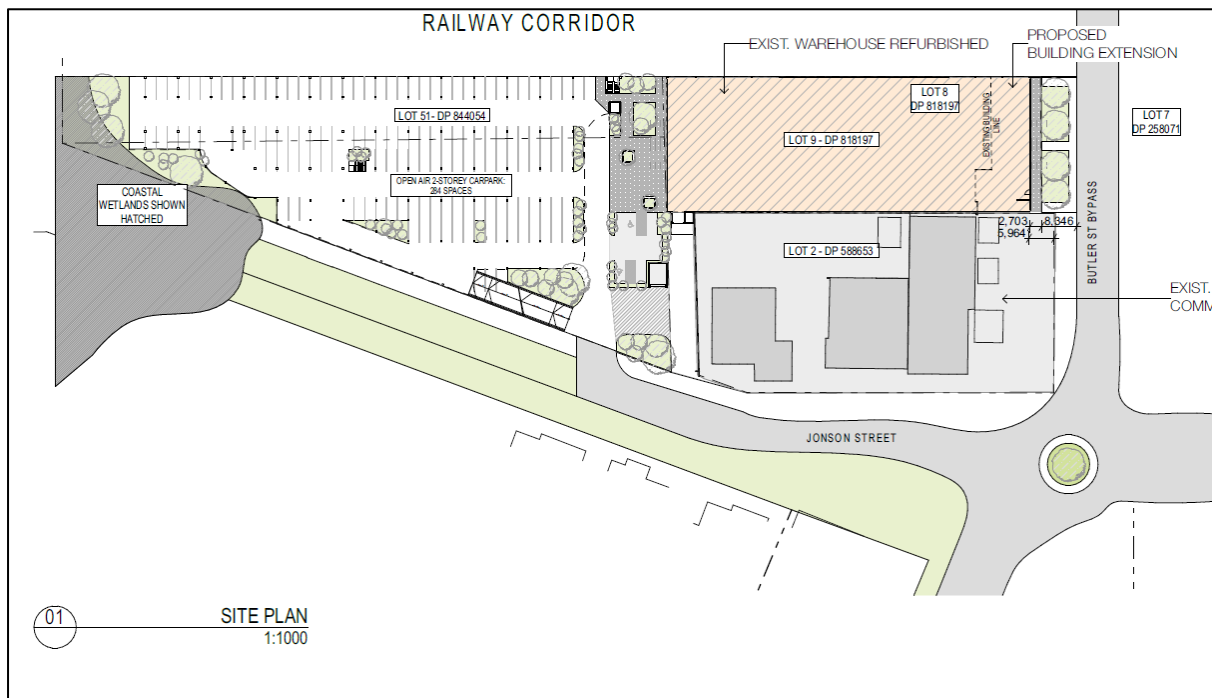 RAILWAY CORRIDOR
EXIST. WAREHOUSE REFURBISHED
PROPOSED
BUILDING EXTENSION
LOT 8
DP 818197
LOT 51- DP 844054
LOT 7
DP 258071
LOT 9 - DP 818197
EXISTING BUILDING
LINE
OPEN AIR 2-STOREY CARPARK:
284 SPACES
COASTAL
WETLANDS SHOWN
HATCHED
2,703
8,346
5,964
LOT 2 - DP 588653
BUTLER ST BYPASS
EXIST.
COMM
JONSON STREET
01
SITE PLAN
1:1000